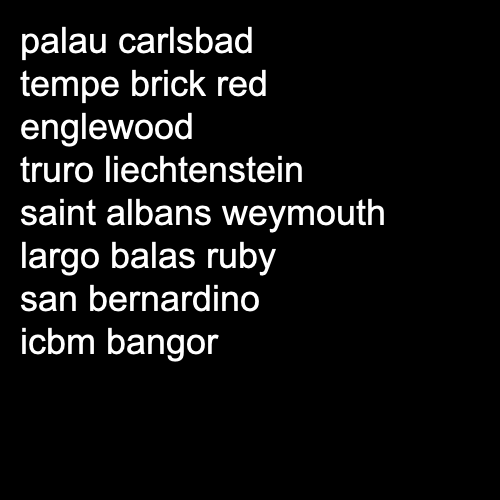 palau carlsbad
tempe brick red
englewood
truro liechtenstein
saint albans weymouth
largo balas ruby
san bernardino
icbm bangor